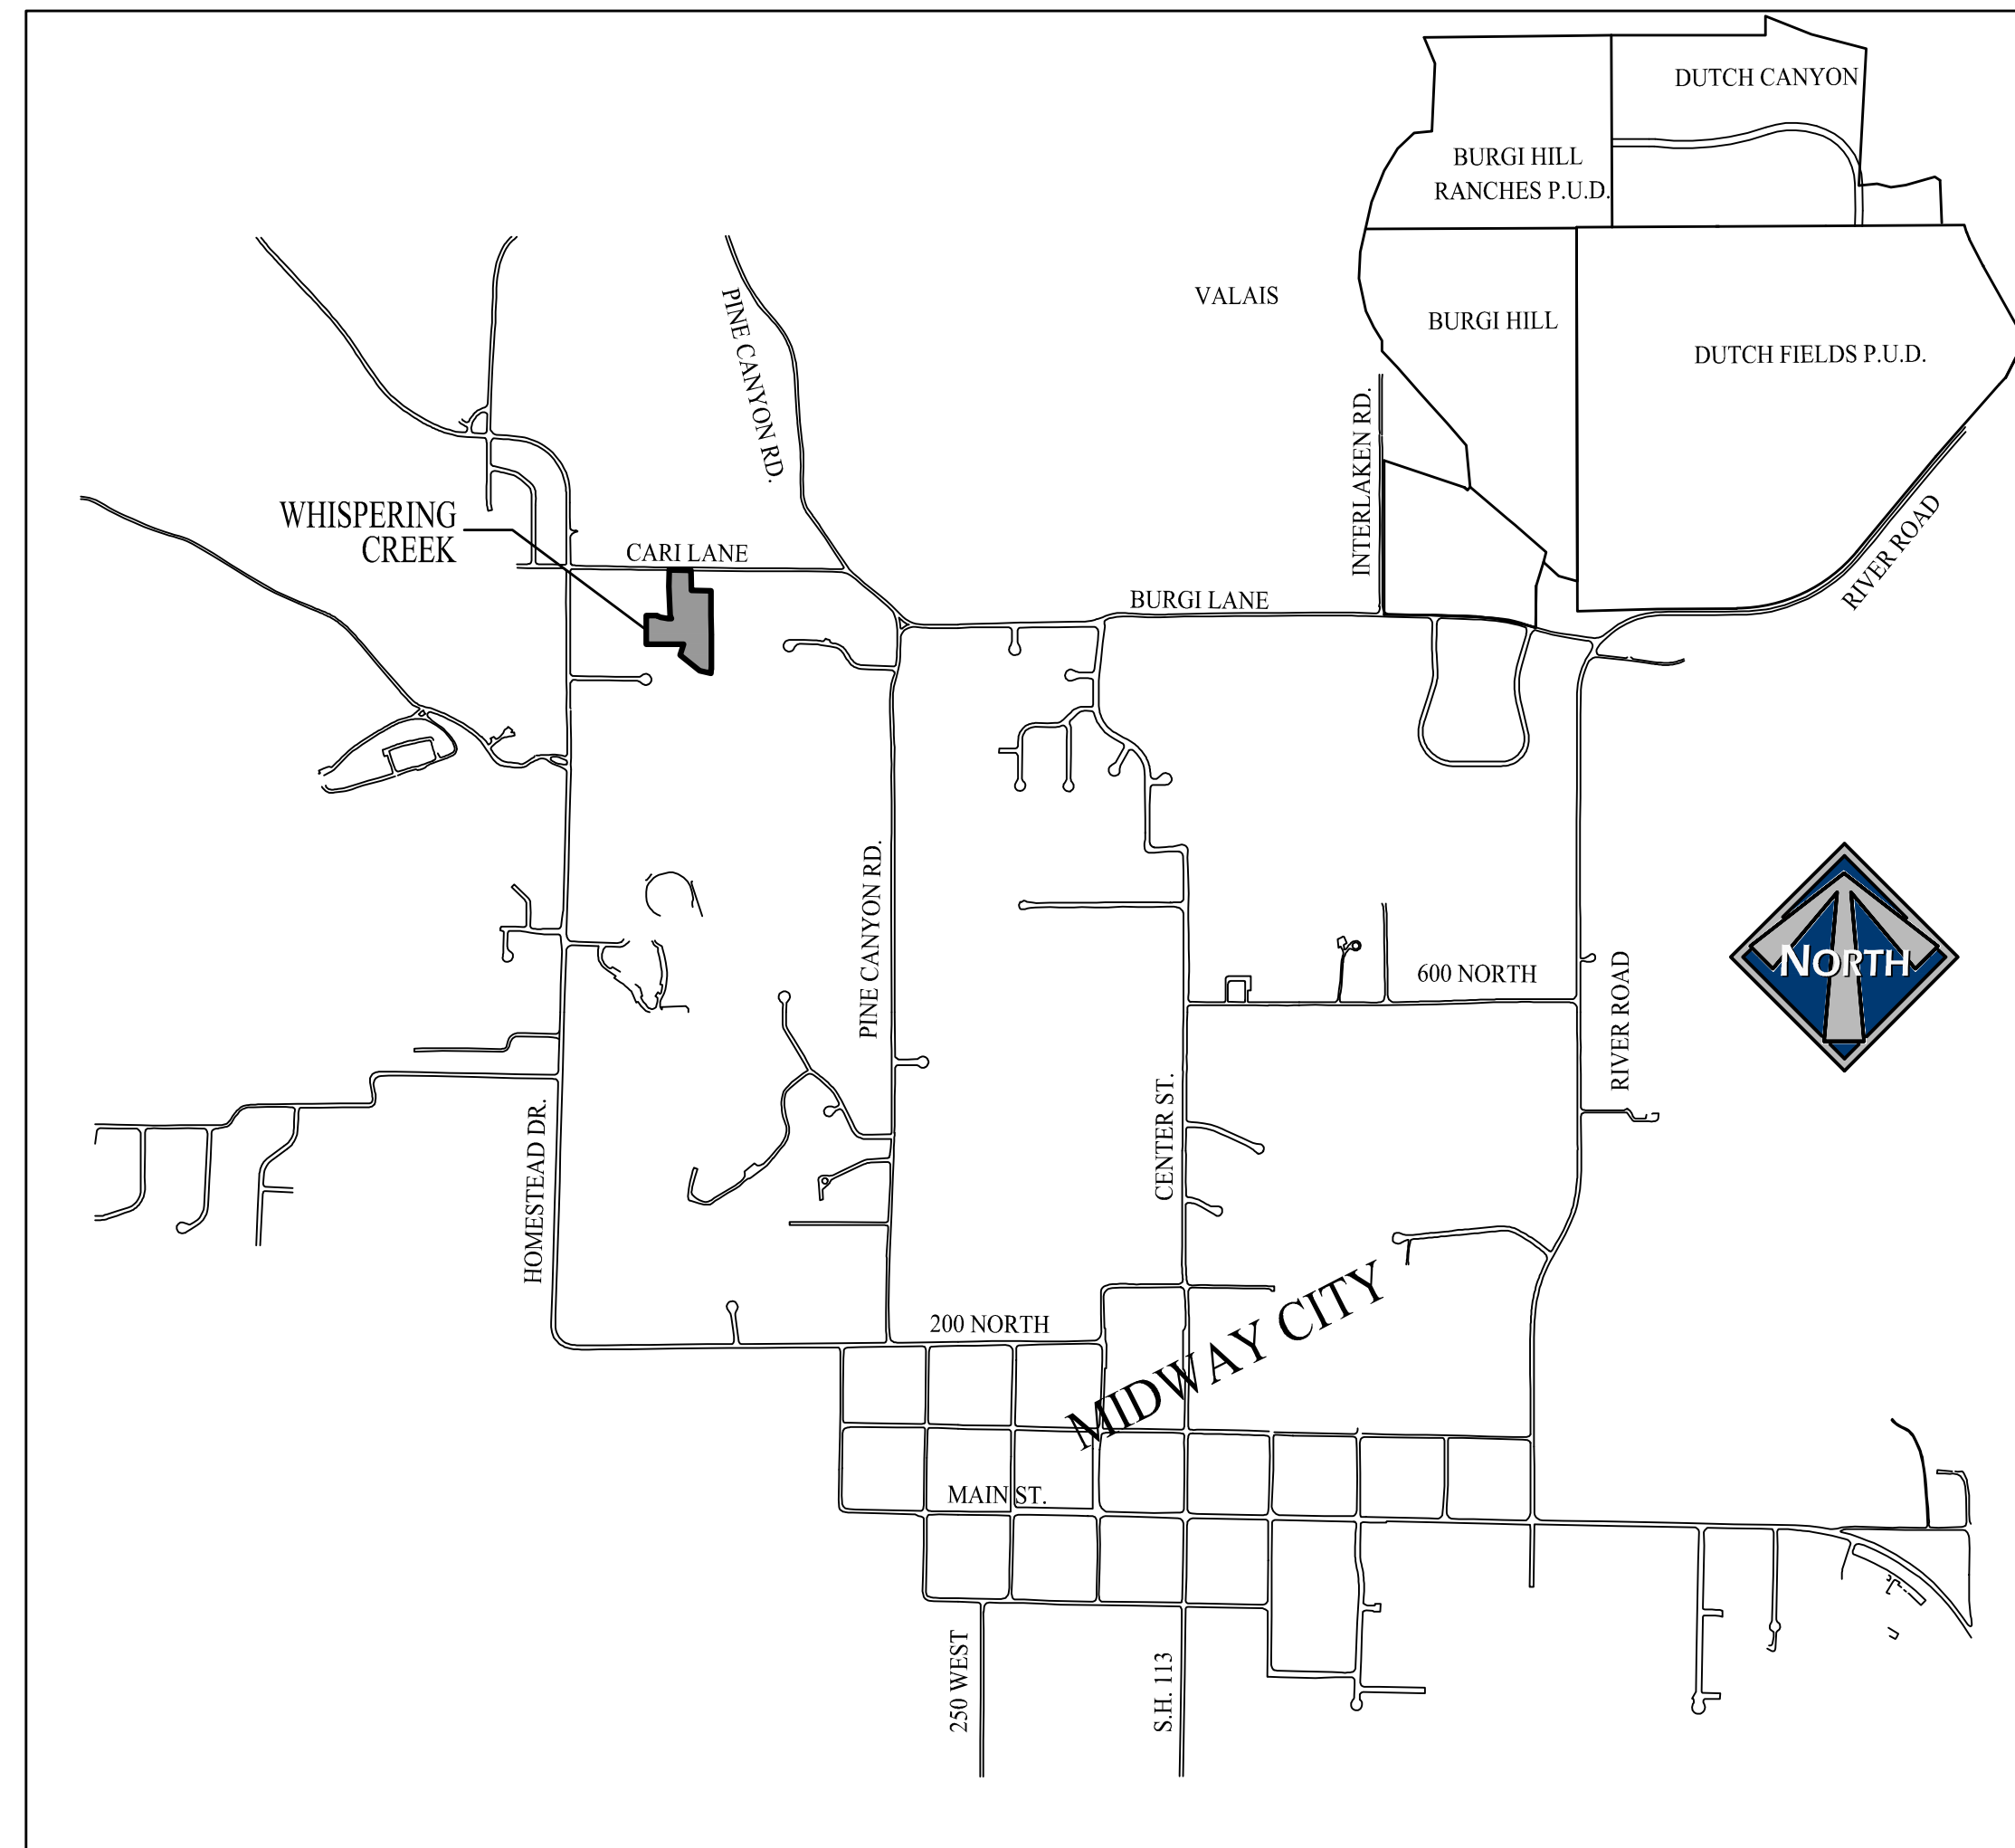 DUTCH CANYON
BURGI HILL
RANCHES P.U.D.
VALAIS
BURGI HILL
DUTCH FIELDS P.U.D.
PINE CANYON RD.
INTERLAKEN RD.
RIVER ROAD
WHISPERING
CREEK
CARI LANE
BURGI LANE
PINE CANYON RD.
600 NORTH
RIVER ROAD
NORTH
HOMESTEAD DR.
CENTER ST.
200 NORTH
MIDWAY CITY
MAIN ST.
250 WEST
S.H. 113